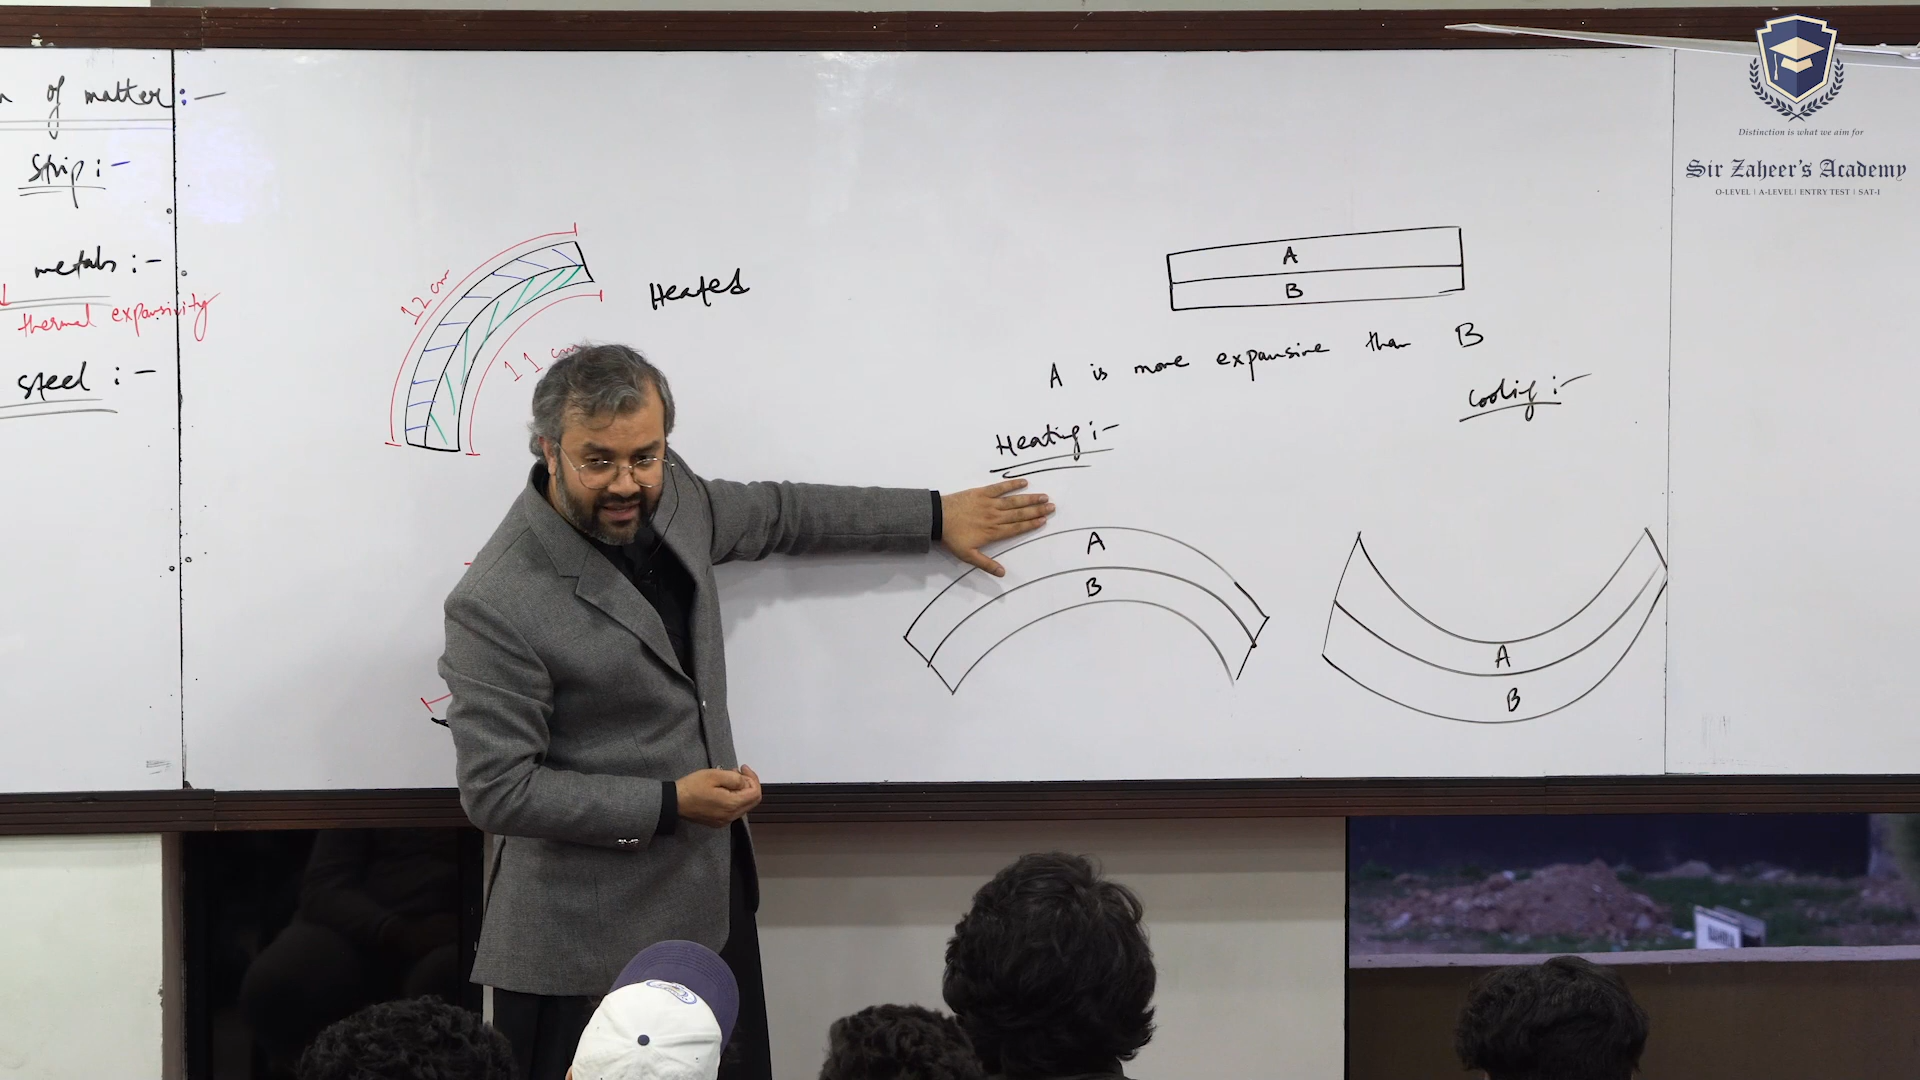 of matter :-
Strip :-
metals :-
thermal expansivity
steel :-
12 cm
11 cm
Heated
A
B
A is more expansive than B
Heating :-
Cooling :-
A
B
A
B
Distinction is what we aim for
Sir Zaheer's Academy
O-LEVEL | A-LEVEL | ENTRY TEST | SAT-I